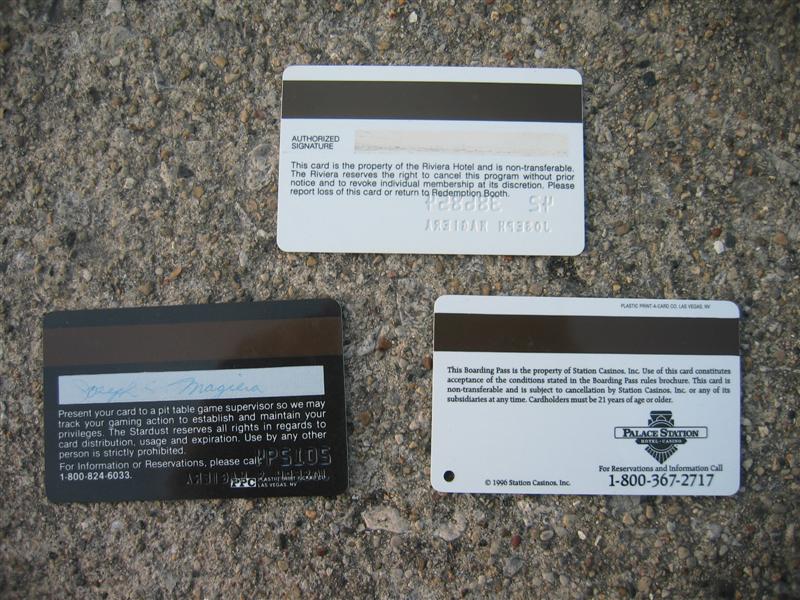 AUTHORIZED
SIGNATURE
This card is the property of the Riviera Hotel and is non-transferable.
The Riviera reserves the right to cancel this program without prior
notice and to revoke individual membership at its discretion. Please
report loss of this card or return to Redemption Booth.
JOSEPH MAGIERA
Joseph Magiera
Present your card to a pit table game supervisor so we may
track your gaming action to establish and maintain your
privileges. The Stardust reserves all rights in regards to
card distribution, usage and expiration. Use by any other
person is strictly prohibited.
For Information or Reservations, please call:
1-800-824-6033.
PPC
LAS VEGAS, NV
PLASTIC PRINT-A-CARD CO. LAS VEGAS, NV
This Boarding Pass is the property of Station Casinos, Inc. Use of this card constitutes
acceptance of the conditions stated in the Boarding Pass rules brochure. This card is
non-transferable and is subject to cancellation by Station Casinos, Inc. or any of its
subsidiaries at any time. Cardholders must be 21 years of age or older.
PALACE STATION
HOTEL • CASINO
For Reservations and Information Call
1-800-367-2717
© 1996 Station Casinos, Inc.